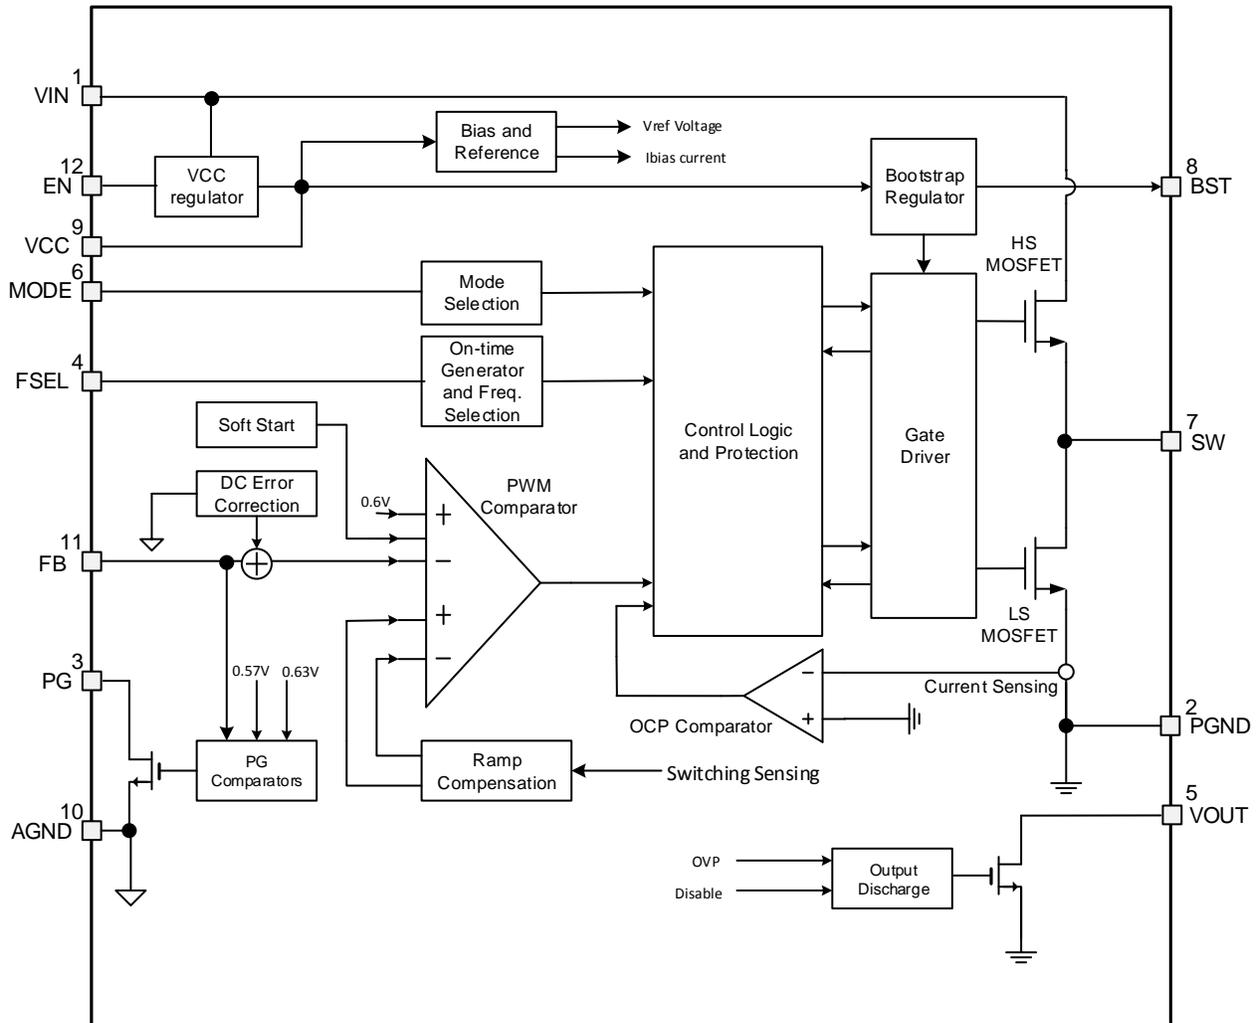 1
VIN
12
EN
9
VCC
6
MODE
4
FSEL
11
FB
3
PG
10
AGND
VCC
regulator
Bias and
Reference
Vref Voltage
Ibias current
Bootstrap
Regulator
8
BST
HS
MOSFET
Mode
Selection
On-time
Generator
and Freq.
Selection
Soft Start
DC Error
Correction
0.6V
PWM
Comparator
+
−
+
−
+
Control Logic
and Protection
Gate
Driver
7
SW
LS
MOSFET
0.57V
0.63V
PG
Comparators
Ramp
Compensation
Switching Sensing
OCP Comparator
−
+
Current Sensing
2
PGND
5
VOUT
OVP
Disable
Output
Discharge